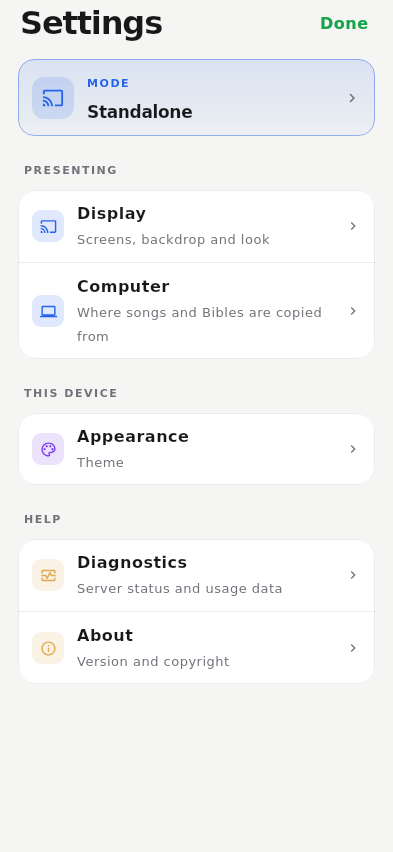 Settings
Done
MODE
Standalone
PRESENTING
Display
Screens, backdrop and look
Computer
Where songs and Bibles are copied
from
THIS DEVICE
Appearance
Theme
HELP
Diagnostics
Server status and usage data
About
Version and copyright